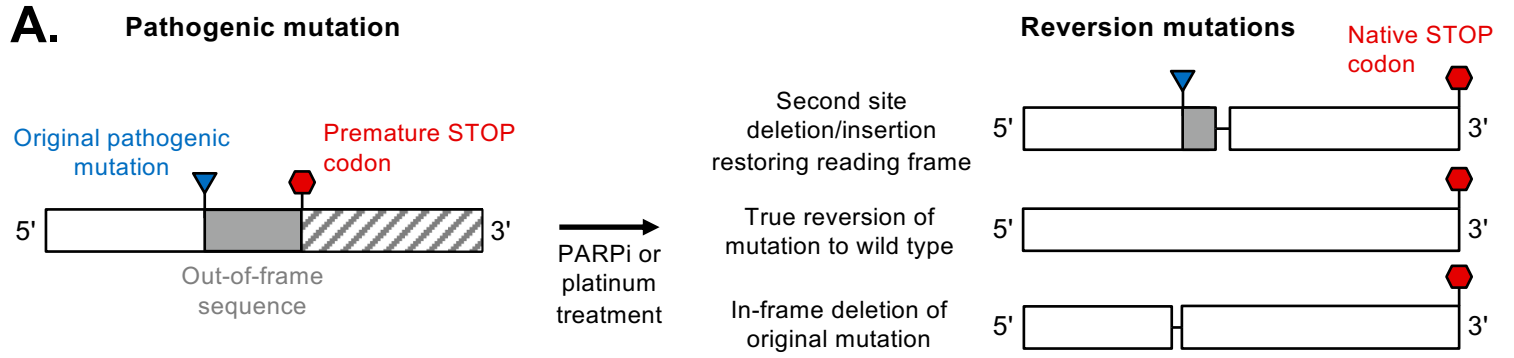 A.
Pathogenic mutation
Original pathogenic
mutation
Premature STOP
codon
5'
3'
Out-of-frame
sequence
PARPi or
platinum
treatment
Reversion mutations
Native STOP
codon
Second site
deletion/insertion
restoring reading frame
5'
3'
True reversion of
mutation to wild type
5'
3'
In-frame deletion of
original mutation
5'
3'